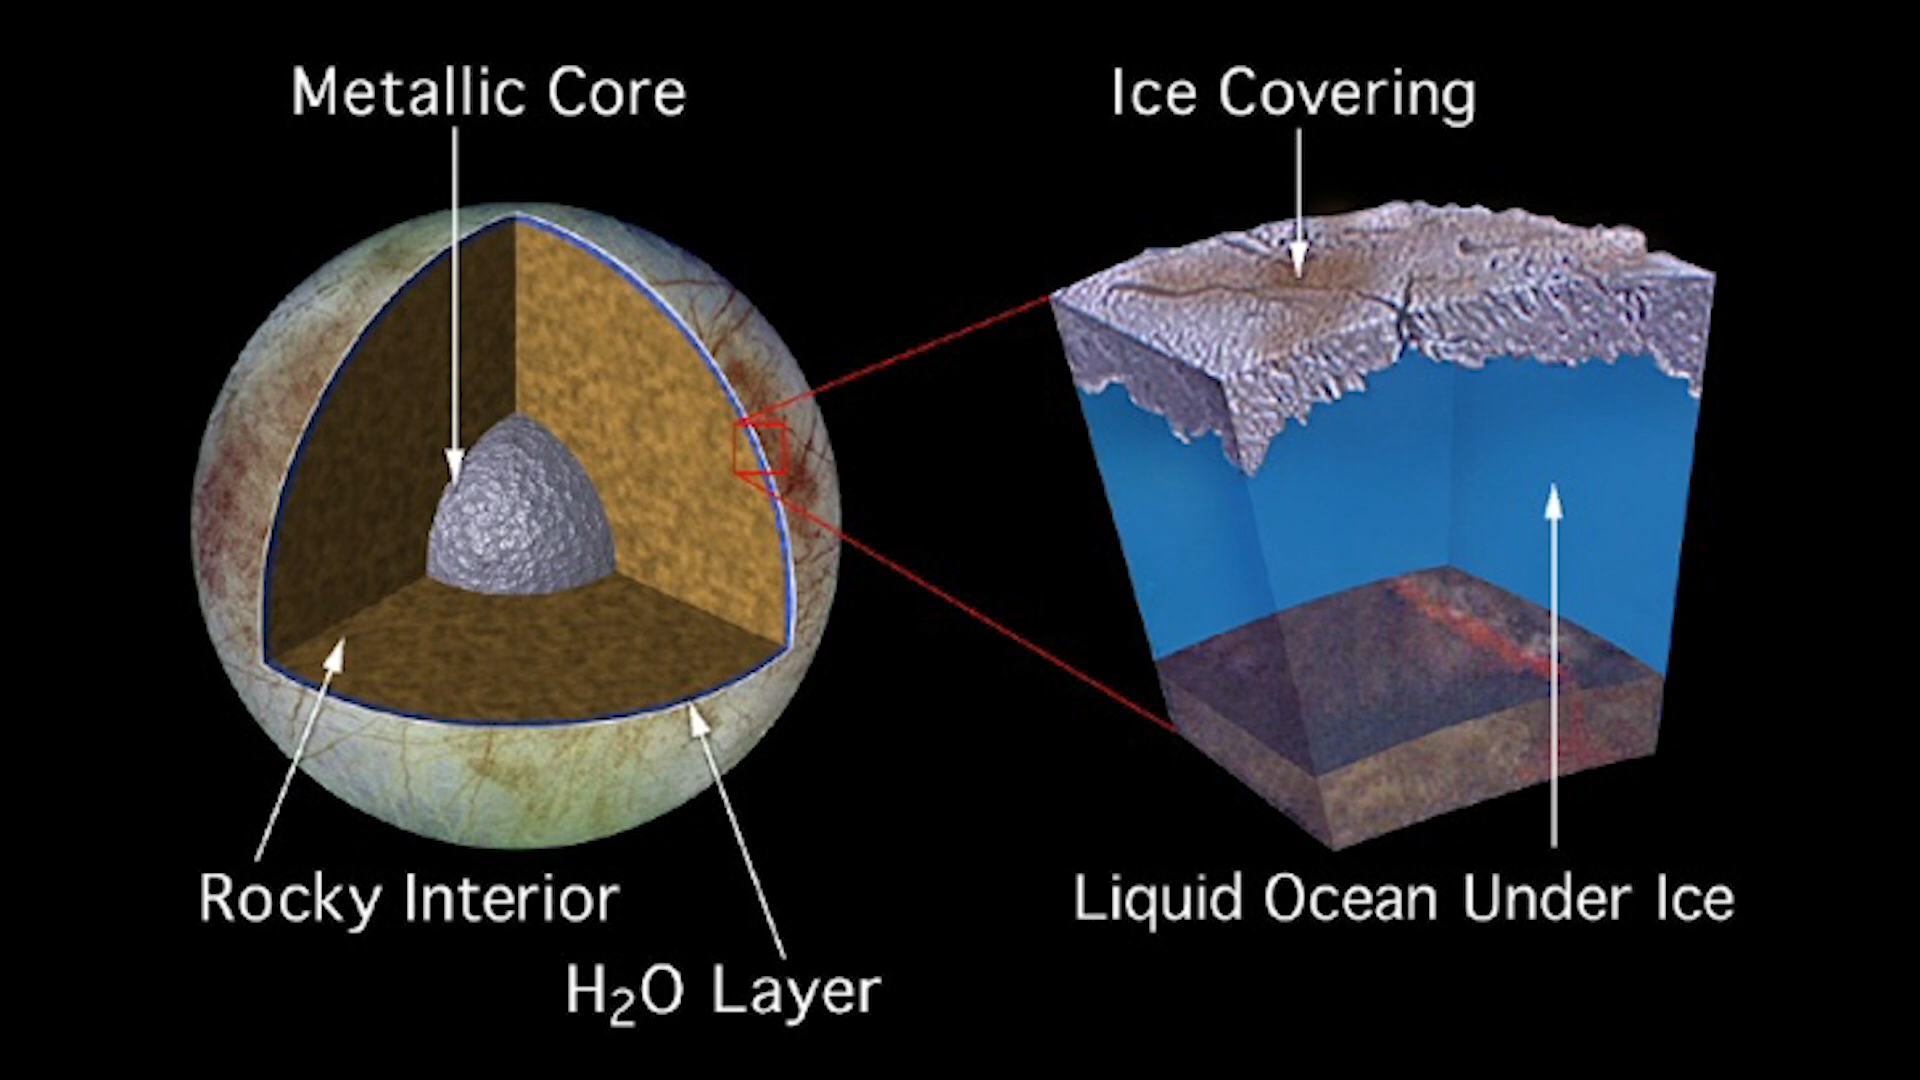 Metallic Core
Ice Covering
Rocky Interior
Liquid Ocean Under Ice
H₂O Layer